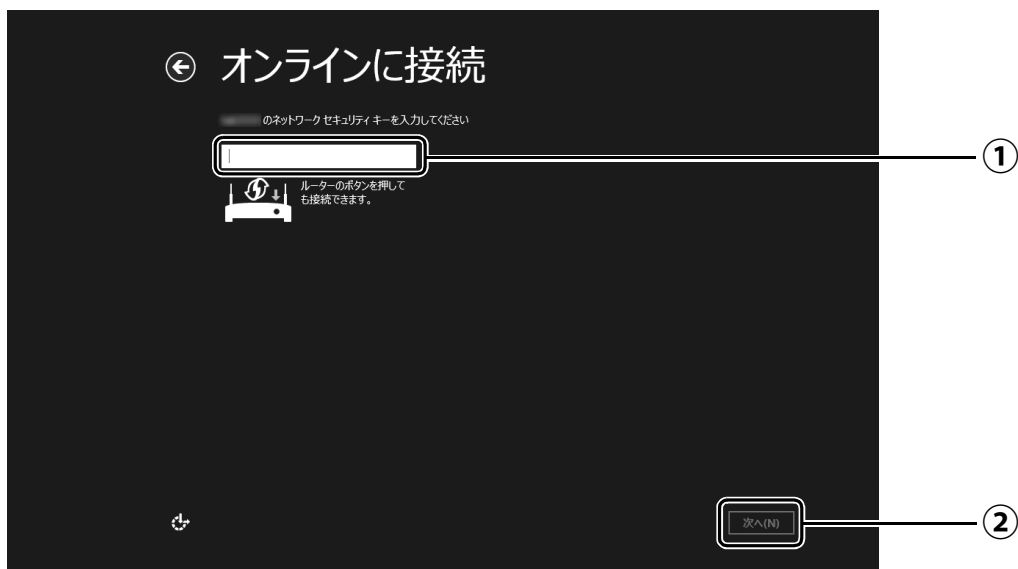 オンラインに接続
のネットワーク セキュリティ キーを入力してください
①
ルーターのボタンを押して
も接続できます。
次へ(N)
②